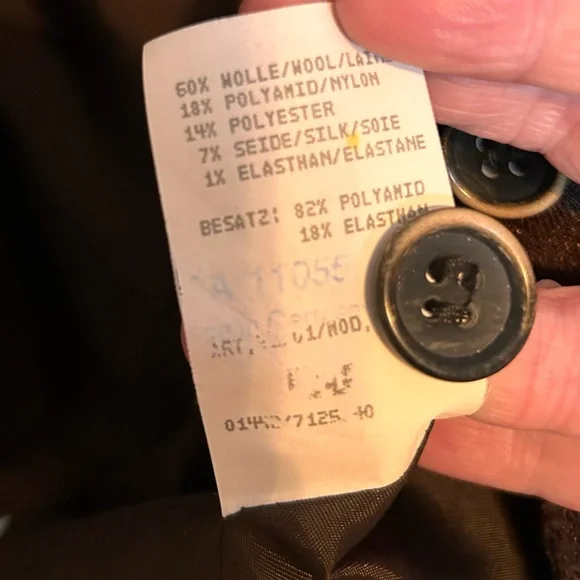 60% WOLLE/WOOL/LAINE
18% POLYAMID/NYLON
14% POLYESTER
7% SEIDE/SILK/SOIE
1% ELASTHAN/ELASTANE
BESATZ: 82% POLYAMID
18% ELASTHAN
11055